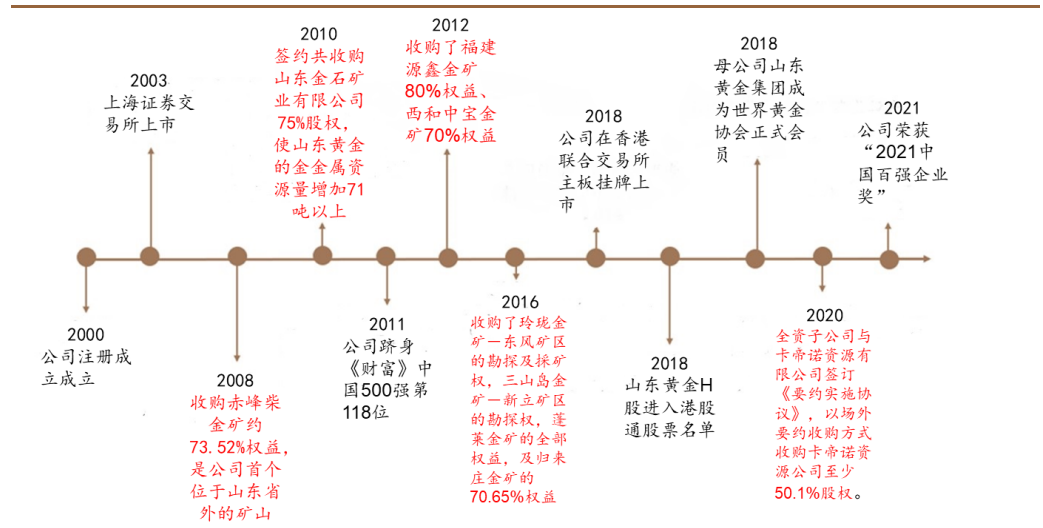 2003
上海证券交
易所上市
2010
签约共收购
山东金石矿
业有限公司
75%股权，
使山东黄金
的金金属资
源量增加71
吨以上
2012
收购了福建
源鑫金矿
80%权益、
西和中宝金
矿70%权益
2018
公司在香港
联合交易所
主板挂牌上
市
2018
母公司山东
黄金集团成
为世界黄金
协会正式会
员
2021
公司荣获
“2021中
国百强企业
奖”
2000
公司注册成
立成立
2008
收购赤峰柴
金矿约
73.52%权益，
是公司首个
位于山东省
外的矿山
2011
公司跻身
《财富》中
国500强第
118位
2016
收购了玲珑金
矿—东风矿区
的勘探及采矿
权，三山岛金
矿—新立矿区
的勘探权，蓬
莱金矿的全部
权益，及归来
庄金矿的
70.65%权益
2018
山东黄金H
股进入港股
通股票名单
2020
全资子公司与
卡帝诺资源有
限公司签订
《要约实施协
议》，以场外
要约收购方式
收购卡帝诺资
源公司至少
50.1%股权。